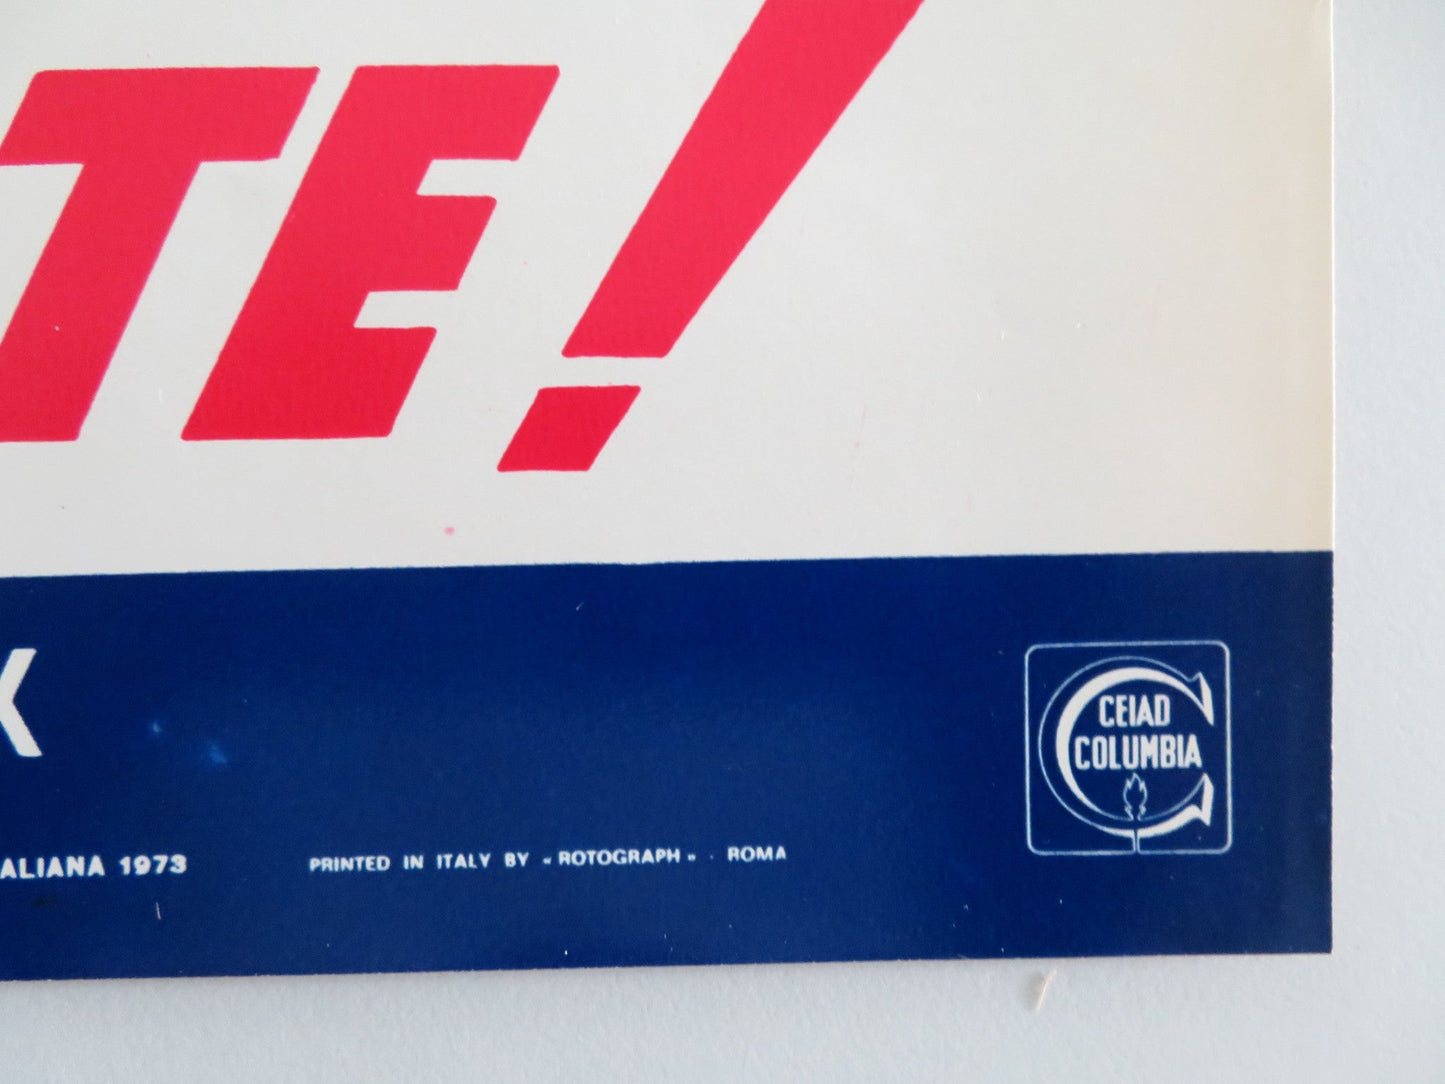 TE!
K
CEIAD
COLUMBIA
ALIANA 1973
PRINTED IN ITALY BY « ROTOGRAPH » · ROMA